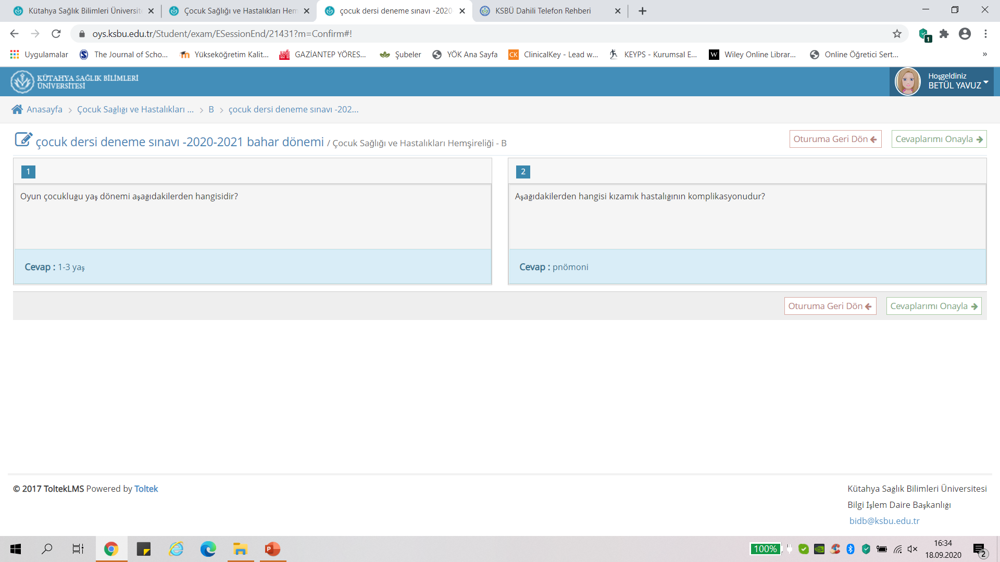 Kütahya Sağlık Bilimleri Üniversite
Çocuk Sağlığı ve Hastalıkları Hem
çocuk dersi deneme sınavı -2020
KSBÜ Dahili Telefon Rehberi
oys.ksbu.edu.tr/Student/exam/ESessionEnd/21431?m=Confirm#!
1
Uygulamalar
The Journal of Scho...
Yükseköğretim Kalit...
GAZİANTEP YÖRES...
Şubeler
YÖK Ana Sayfa
CK
ClinicalKey - Lead w...
KEYPS - Kurumsal E...
W
Wiley Online Librar...
Online Öğretici Sert...
»
KÜTAHYA SAĞLIK BİLİMLERİ
ÜNİVERSİTESİ
Hoşgeldiniz
BETÜL YAVUZ
Anasayfa > Çocuk Sağlığı ve Hastalıkları ... > B > çocuk dersi deneme sınavı -202...
çocuk dersi deneme sınavı -2020-2021 bahar dönemi / Çocuk Sağlığı ve Hastalıkları Hemşireliği - B
Oturuma Geri Dön
Cevaplarımı Onayla
1
Oyun çocukluğu yaş dönemi aşağıdakilerden hangisidir?
Cevap : 1-3 yaş
2
Aşağıdakilerden hangisi kızamık hastalığının komplikasyonudur?
Cevap : pnömoni
Oturuma Geri Dön
Cevaplarımı Onayla
© 2017 ToltekLMS Powered by Toltek
Kütahya Sağlık Bilimleri Üniversitesi
Bilgi İşlem Daire Başkanlığı
bidb@ksbu.edu.tr
100%
16:34
18.09.2020
2